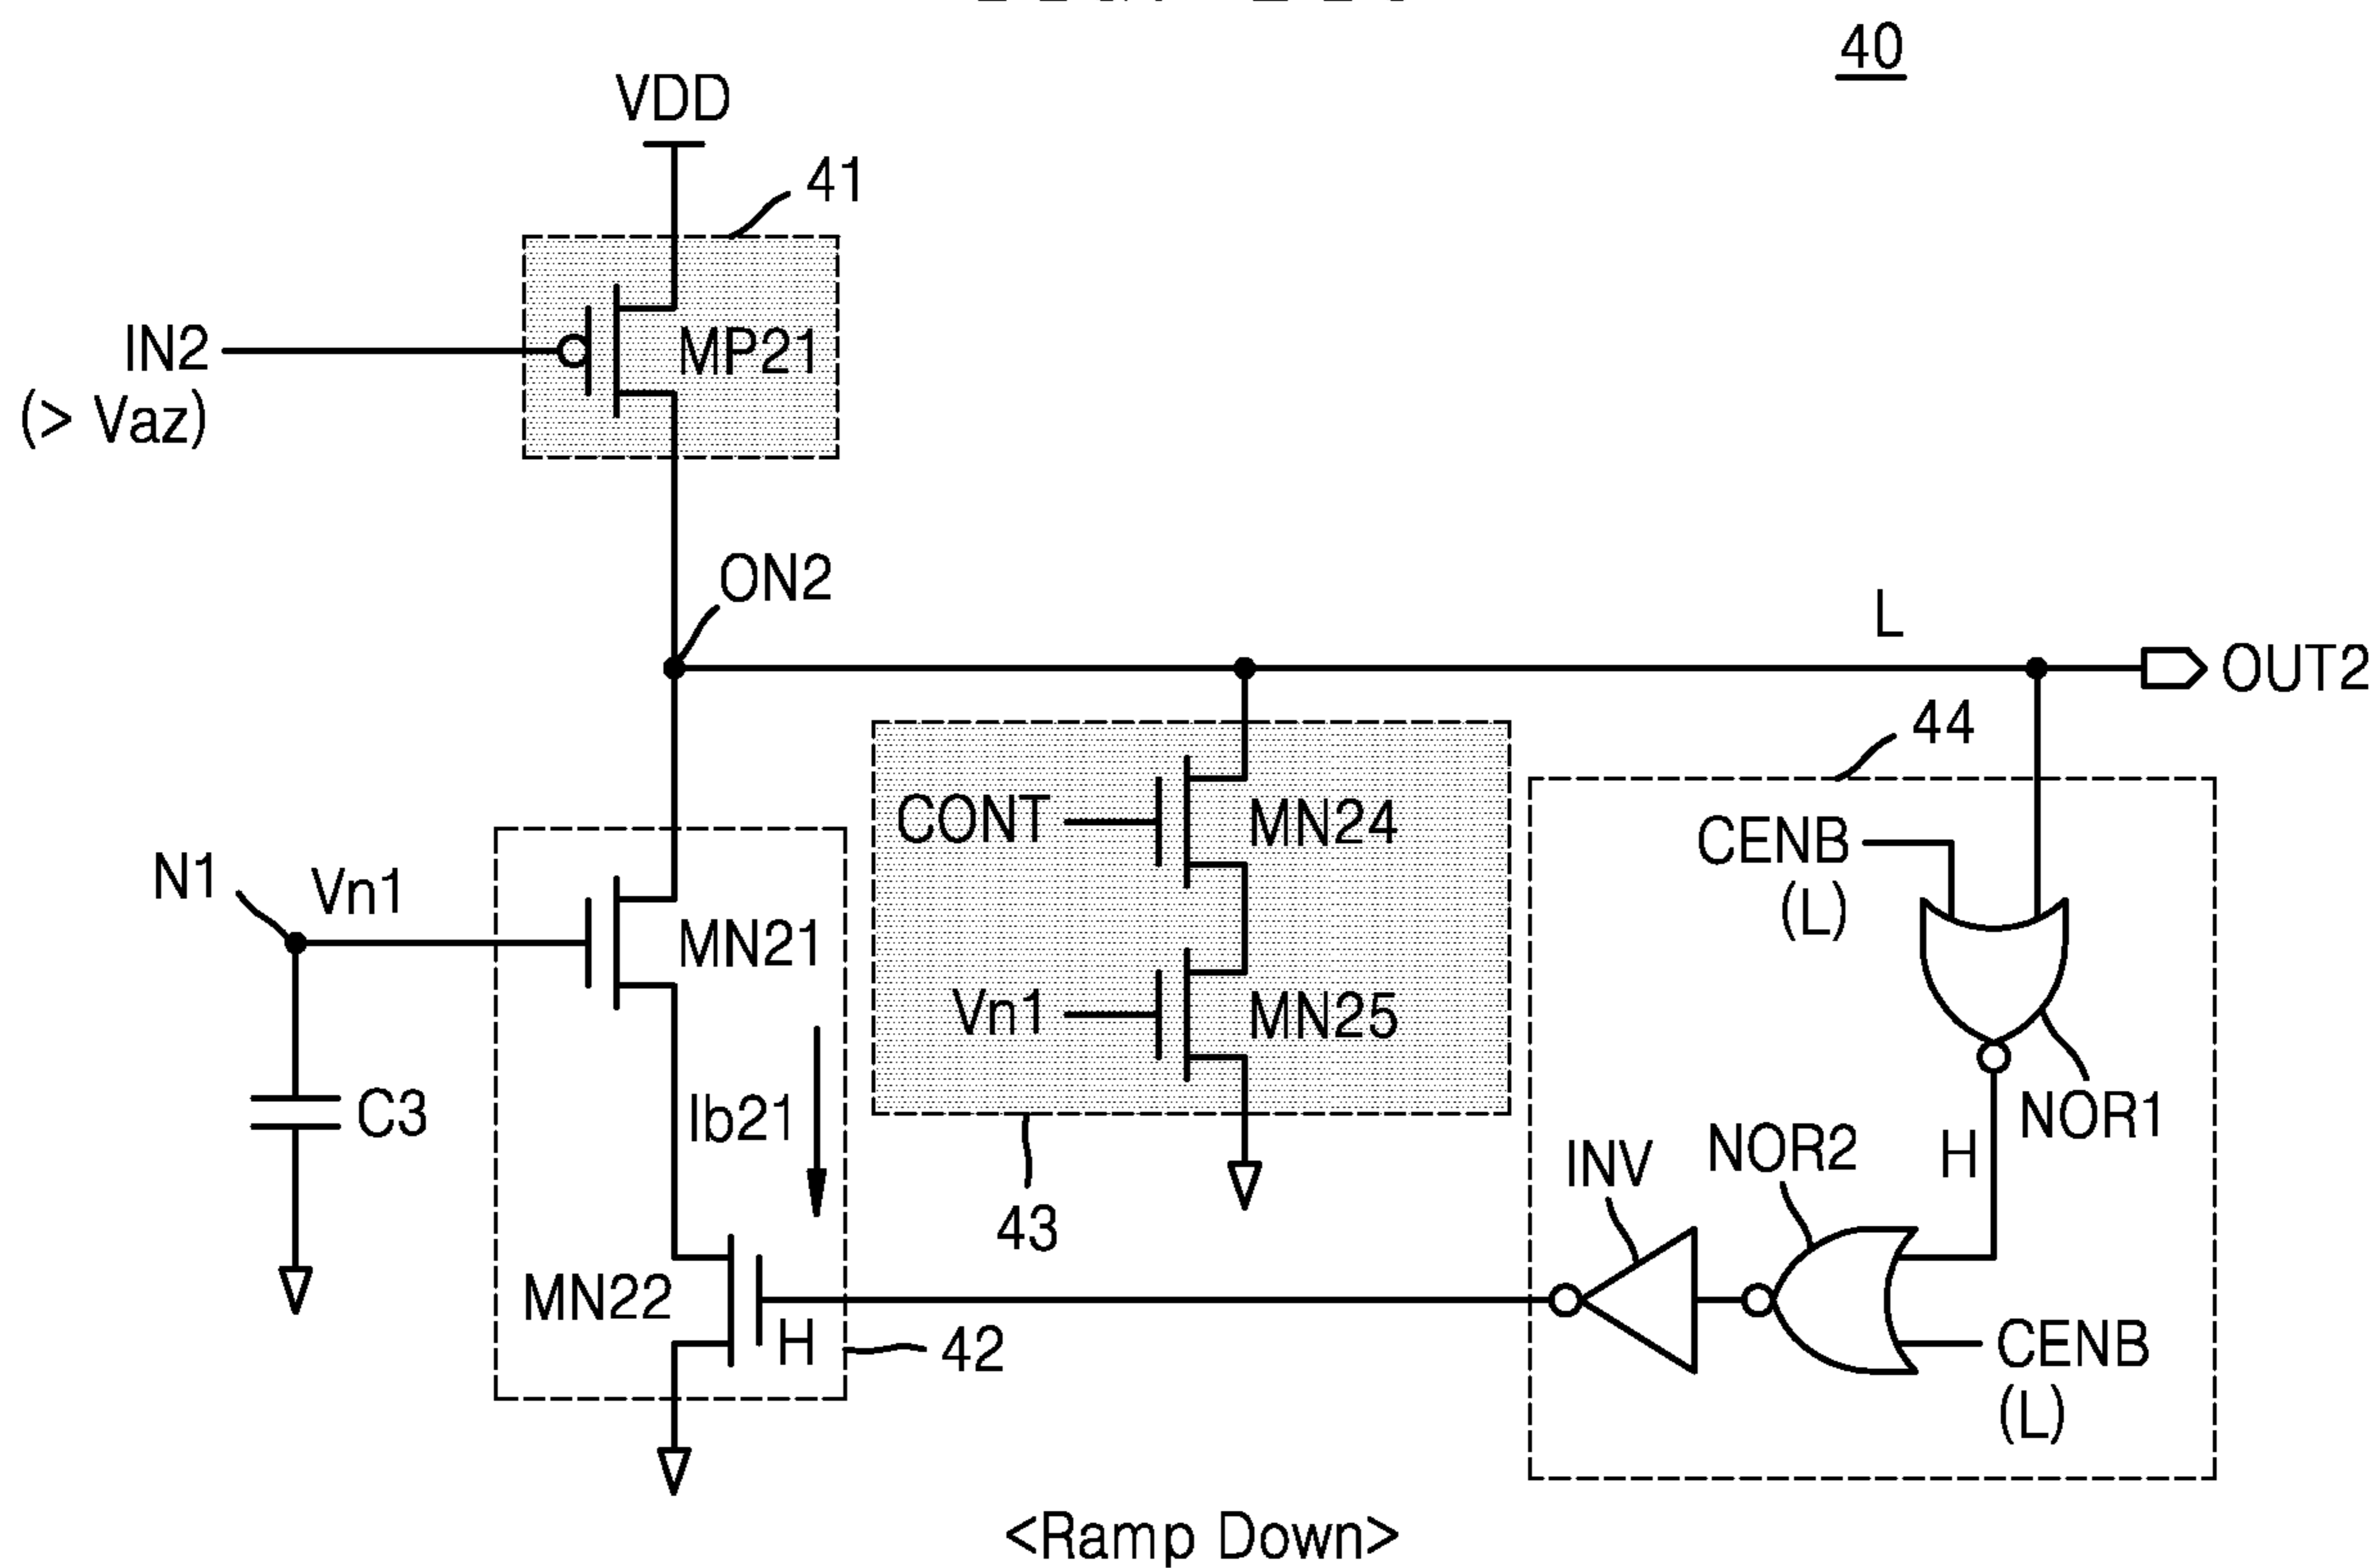 40
VDD
41
IN2
(> Vaz)
MP21
ON2
L
OUT2
44
CONT
MN24
CENB
(L)
N1
Vn1
MN21
Vn1
MN25
C3
Ib21
NOR1
H
NOR2
INV
43
MN22
H
42
CENB
(L)
<Ramp Down>